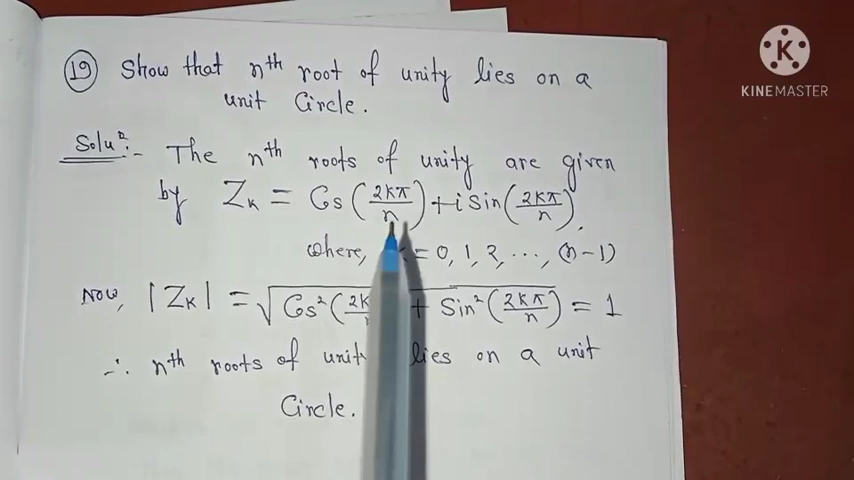 19 Show that nth root of unity lies on a
unit Circle.
K
KINEMASTER
Soluⁿ:- The nth roots of unity are given
by Zₖ = Cos (2kπ/n) + i Sin (2kπ/n),
where, = 0, 1, 2, ..., (n-1)
Now, |Zₖ| = √Cos² ( + Sin² (2kπ/n) = 1
∴ nth roots of lies on a unit
Circle.